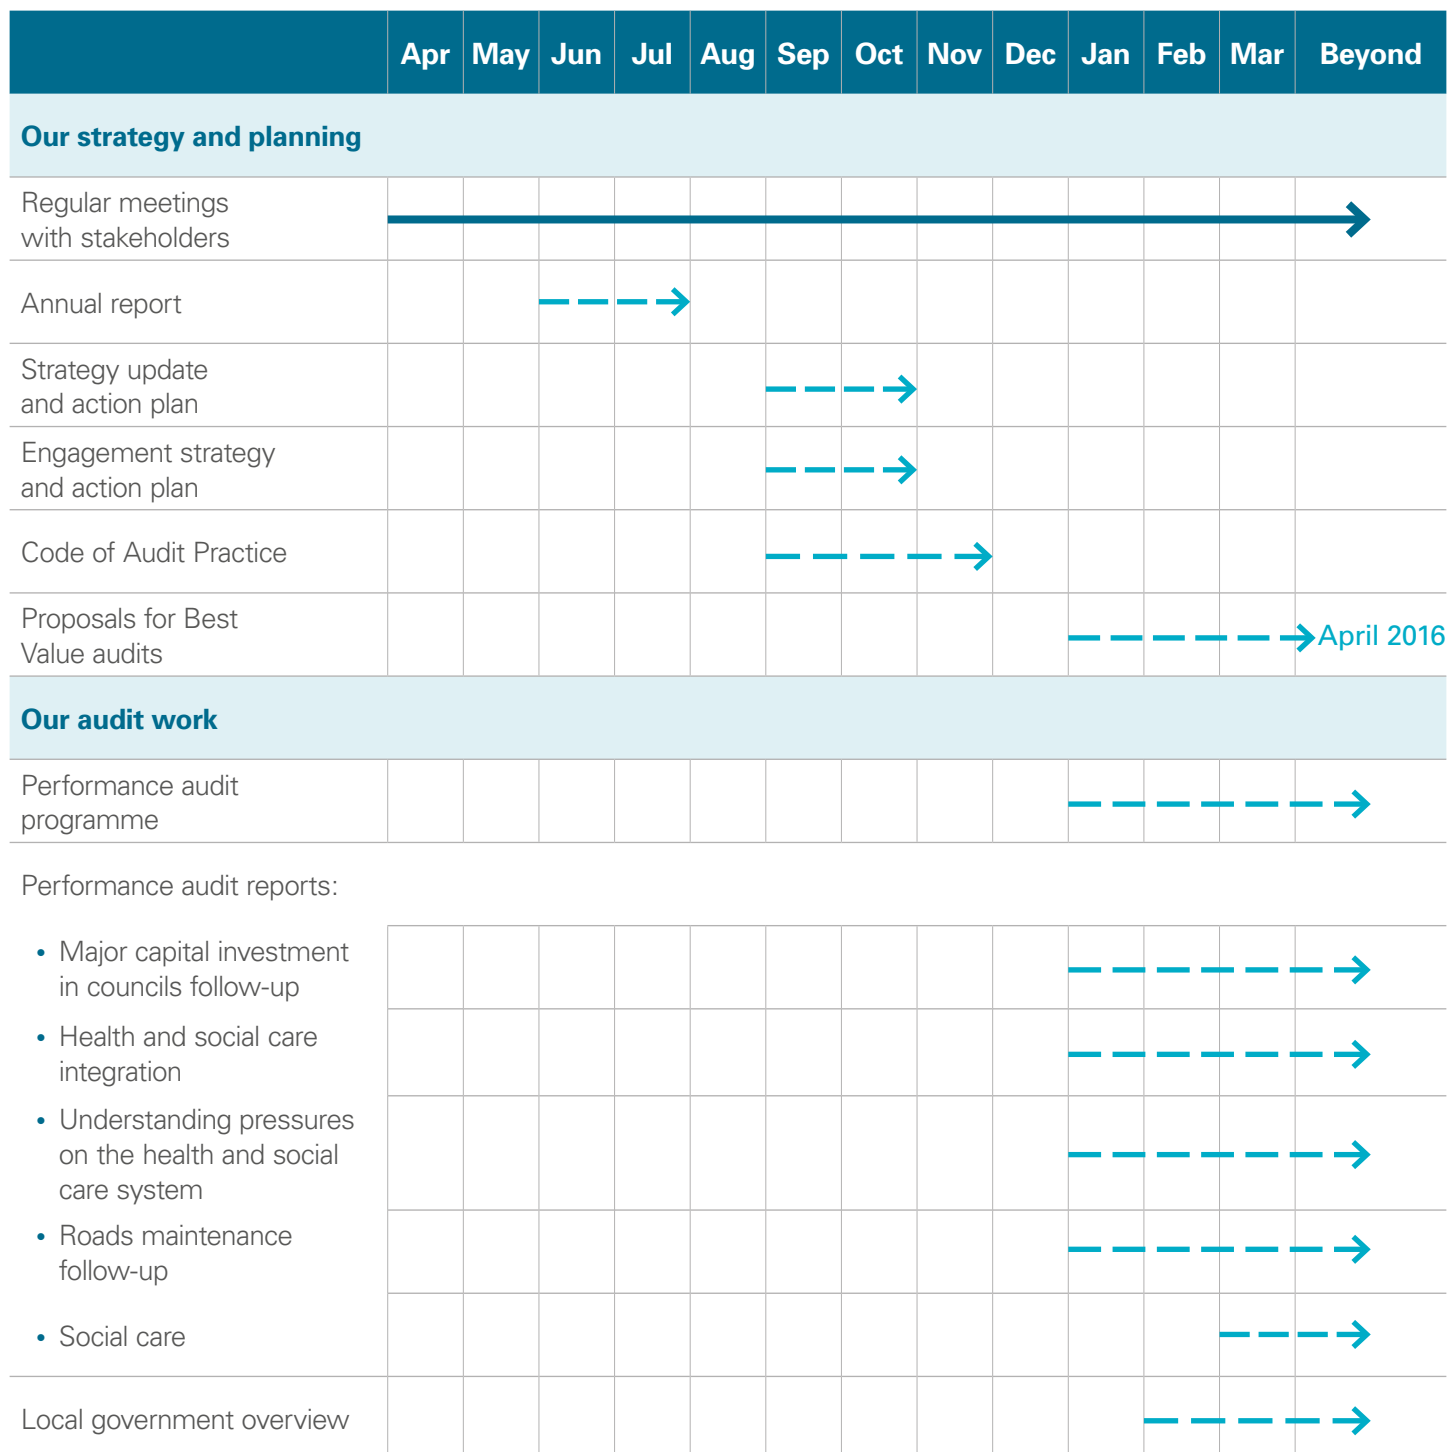 Apr May Jun Jul Aug Sep Oct Nov Dec Jan Feb Mar Beyond
Our strategy and planning
Regular meetings
with stakeholders
Annual report
Strategy update
and action plan
Engagement strategy
and action plan
Code of Audit Practice
Proposals for Best
Value audits
April 2016
Our audit work
Performance audit
programme
Performance audit reports:
• Major capital investment
in councils follow-up
• Health and social care
integration
• Understanding pressures
on the health and social
care system
• Roads maintenance
follow-up
• Social care
Local government overview